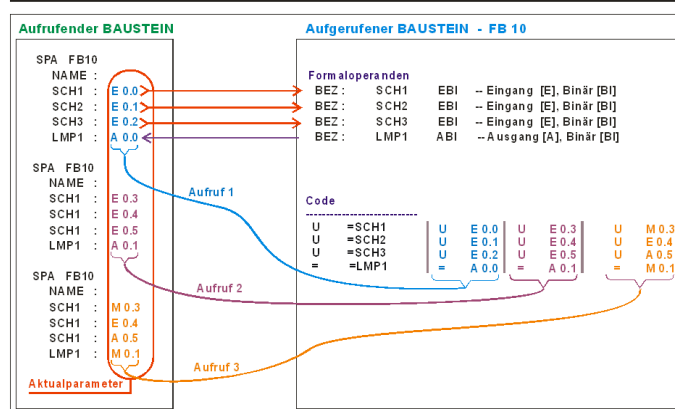 Aufrufender BAUSTEIN
SPA FB10
NAME :
SCH1 : E 0.0
SCH2 : E 0.1
SCH3 : E 0.2
LMP1 : A 0.0
SPA FB10
NAME :
SCH1 : E 0.3
SCH1 : E 0.4
SCH1 : E 0.5
LMP1 : A 0.1
SPA FB10
NAME :
SCH1 : M 0.3
SCH1 : E 0.4
SCH1 : A 0.5
LMP1 : M 0.1
Aktualparameter
Aufruf 1
Aufruf 2
Aufruf 3
Aufgerufener BAUSTEIN - FB 10
Formaloperanden
BEZ : SCH1 EBI -- Eingang [E], Binär [BI]
BEZ : SCH2 EBI -- Eingang [E], Binär [BI]
BEZ : SCH3 EBI -- Eingang [E], Binär [BI]
BEZ : LMP1 ABI -- Ausgang [A], Binär [BI]
Code
------------------------
U =SCH1 U E 0.0 U E 0.3 U M 0.3
U =SCH2 U E 0.1 U E 0.4 U E 0.4
U =SCH3 U E 0.2 U E 0.5 U A 0.5
= =LMP1 = A 0.0 = A 0.1 = M 0.1